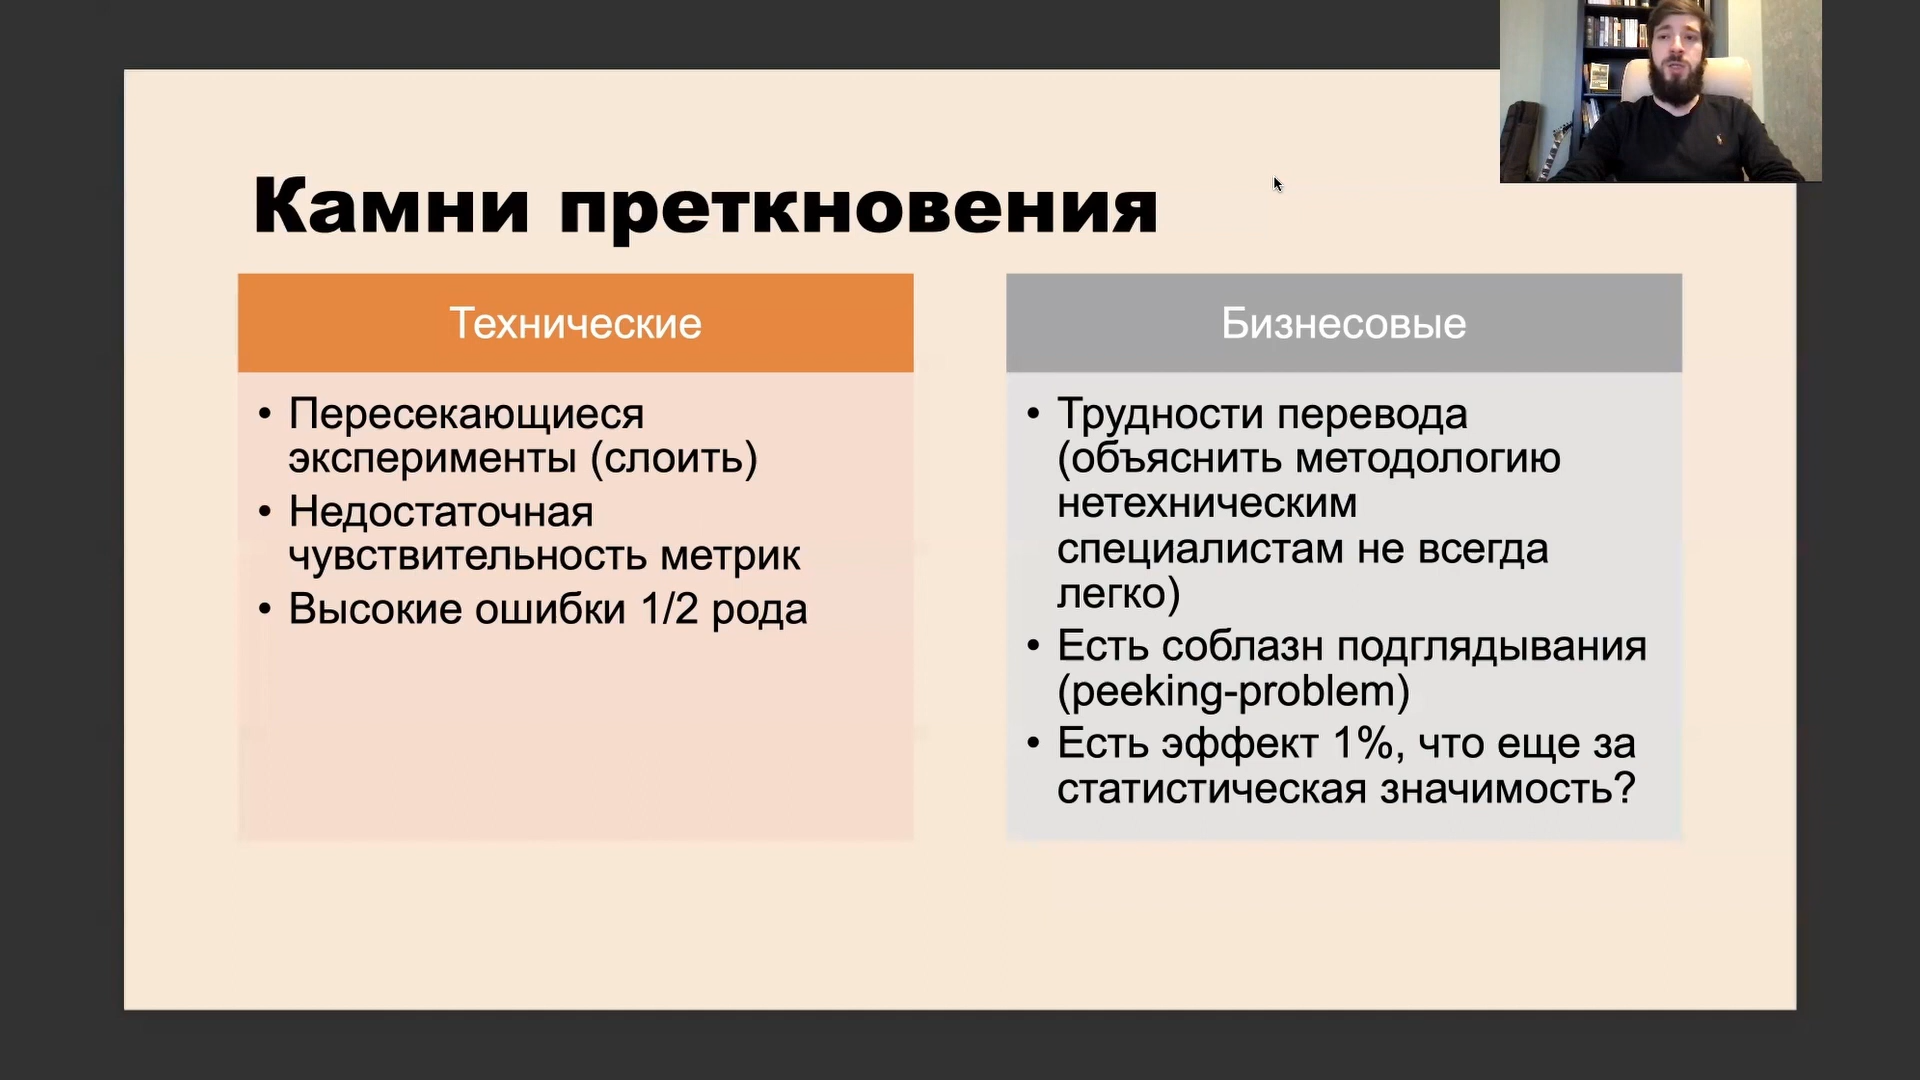 Камни преткновения
Технические
• Пересекающиеся
эксперименты (слоить)
• Недостаточная
чувствительность метрик
• Высокие ошибки 1/2 рода
Бизнесовые
• Трудности перевода
(объяснить методологию
нетехническим
специалистам не всегда
легко)
• Есть соблазн подглядывания
(peeking-problem)
• Есть эффект 1%, что еще за
статистическая значимость?